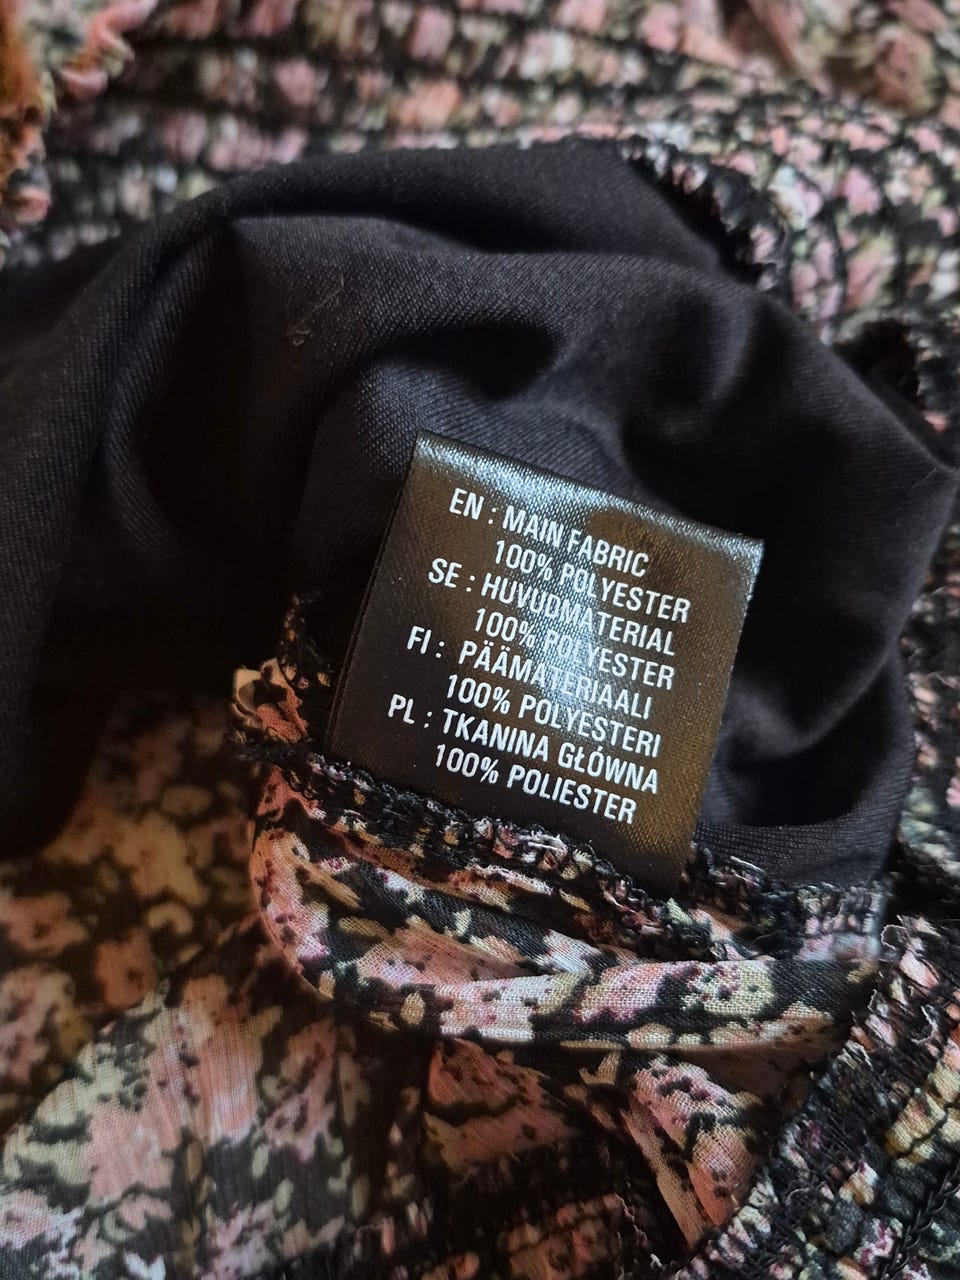 EN : MAIN FABRIC
100% POLYESTER
SE : HUVUDMATERIAL
100% POLYESTER
FI : PÄÄMATERIAALI
100% POLYESTERI
PL : TKANINA GŁÓWNA
100% POLIESTER